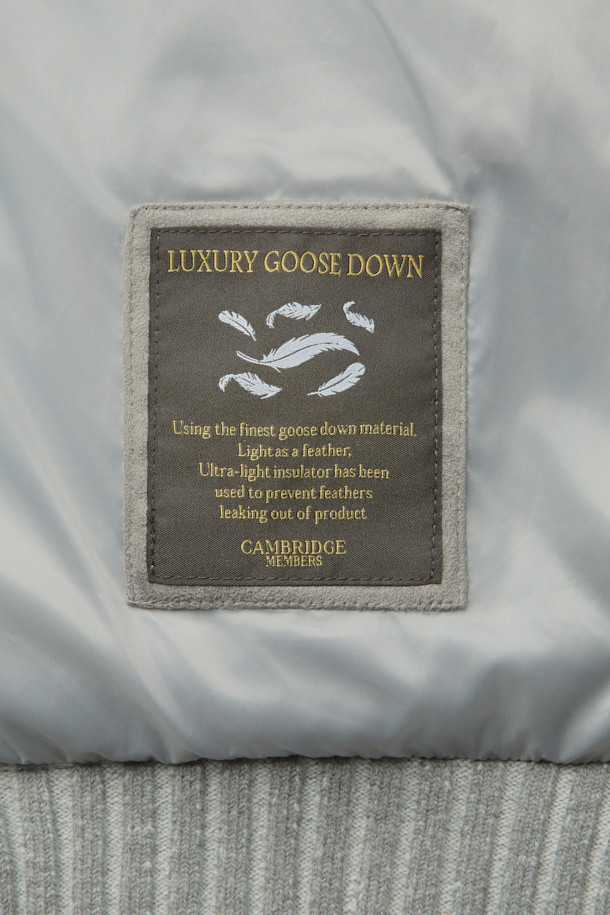 LUXURY GOOSE DOWN
Using the finest goose down material.
Light as a feather,
Ultra-light insulator has been
used to prevent feathers
leaking out of product
CAMBRIDGE
MEMBERS